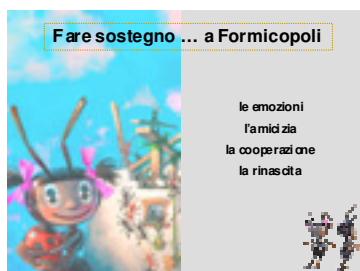 Fare sostegno … a Formicopoli
le emozioni
l'amicizia
la cooperazione
la rinascita